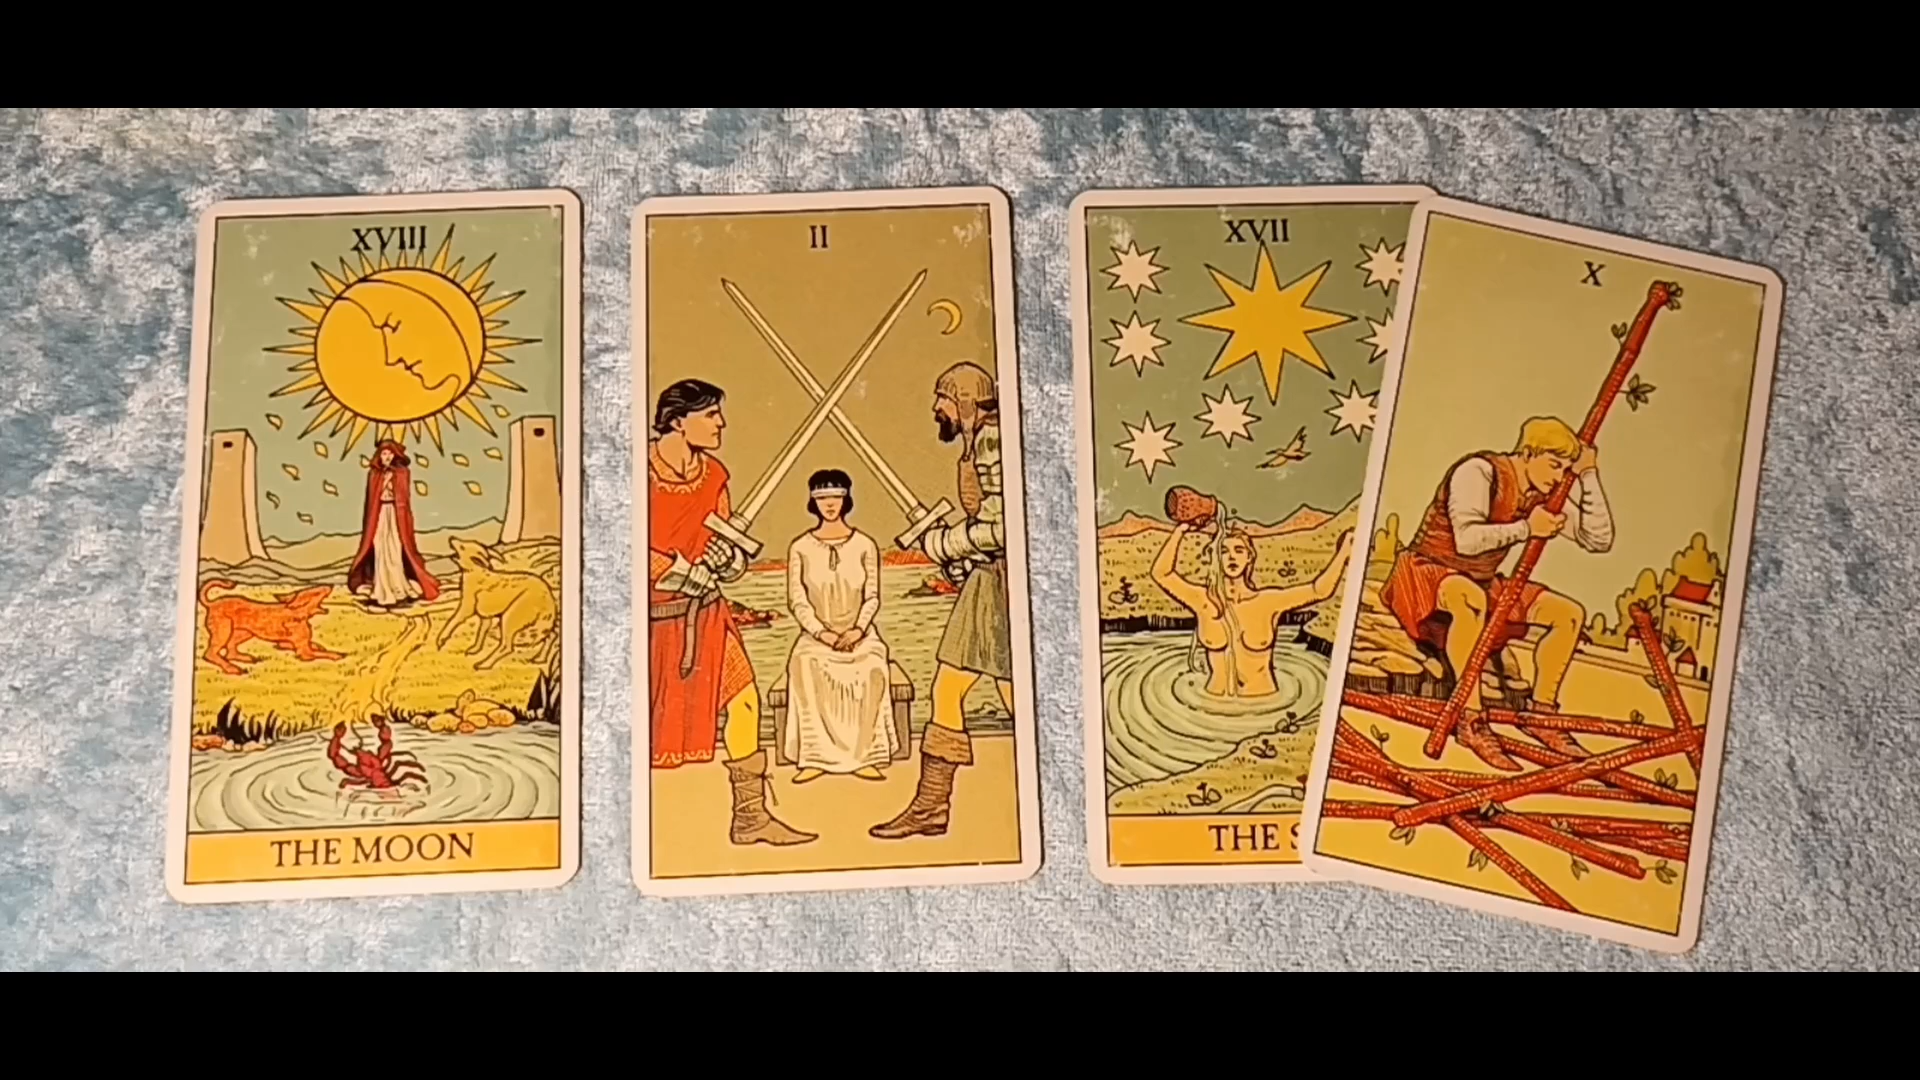 XVIII
THE MOON
II
XVII
THE S
X